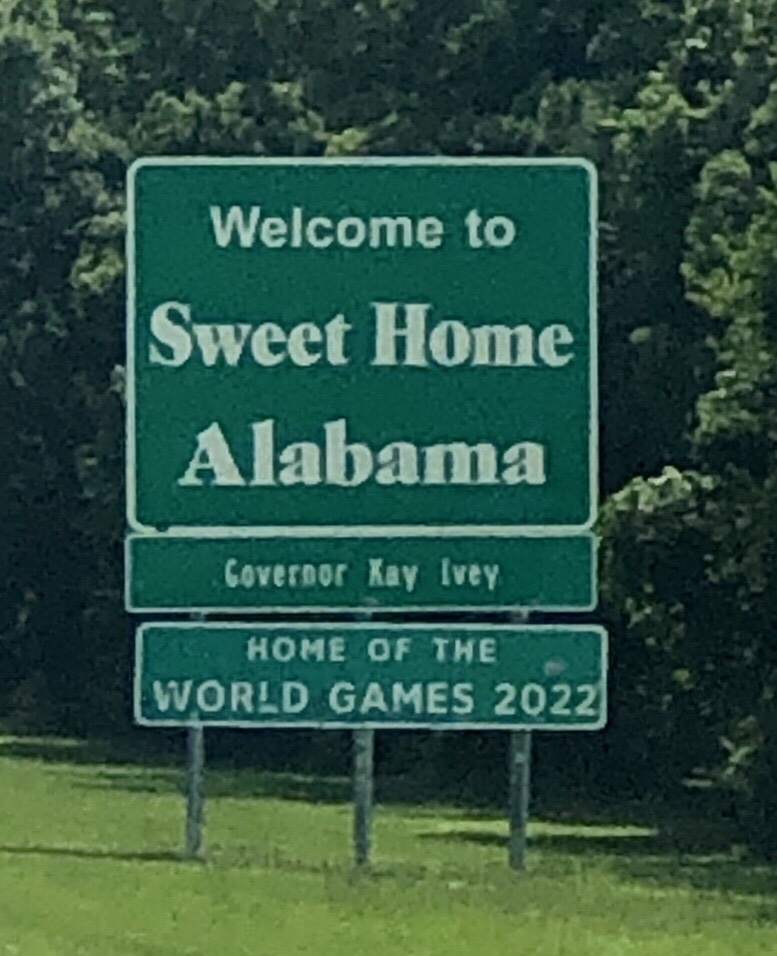 Welcome to
Sweet Home
Alabama
Governor Kay Ivey
HOME OF THE
WORLD GAMES 2022